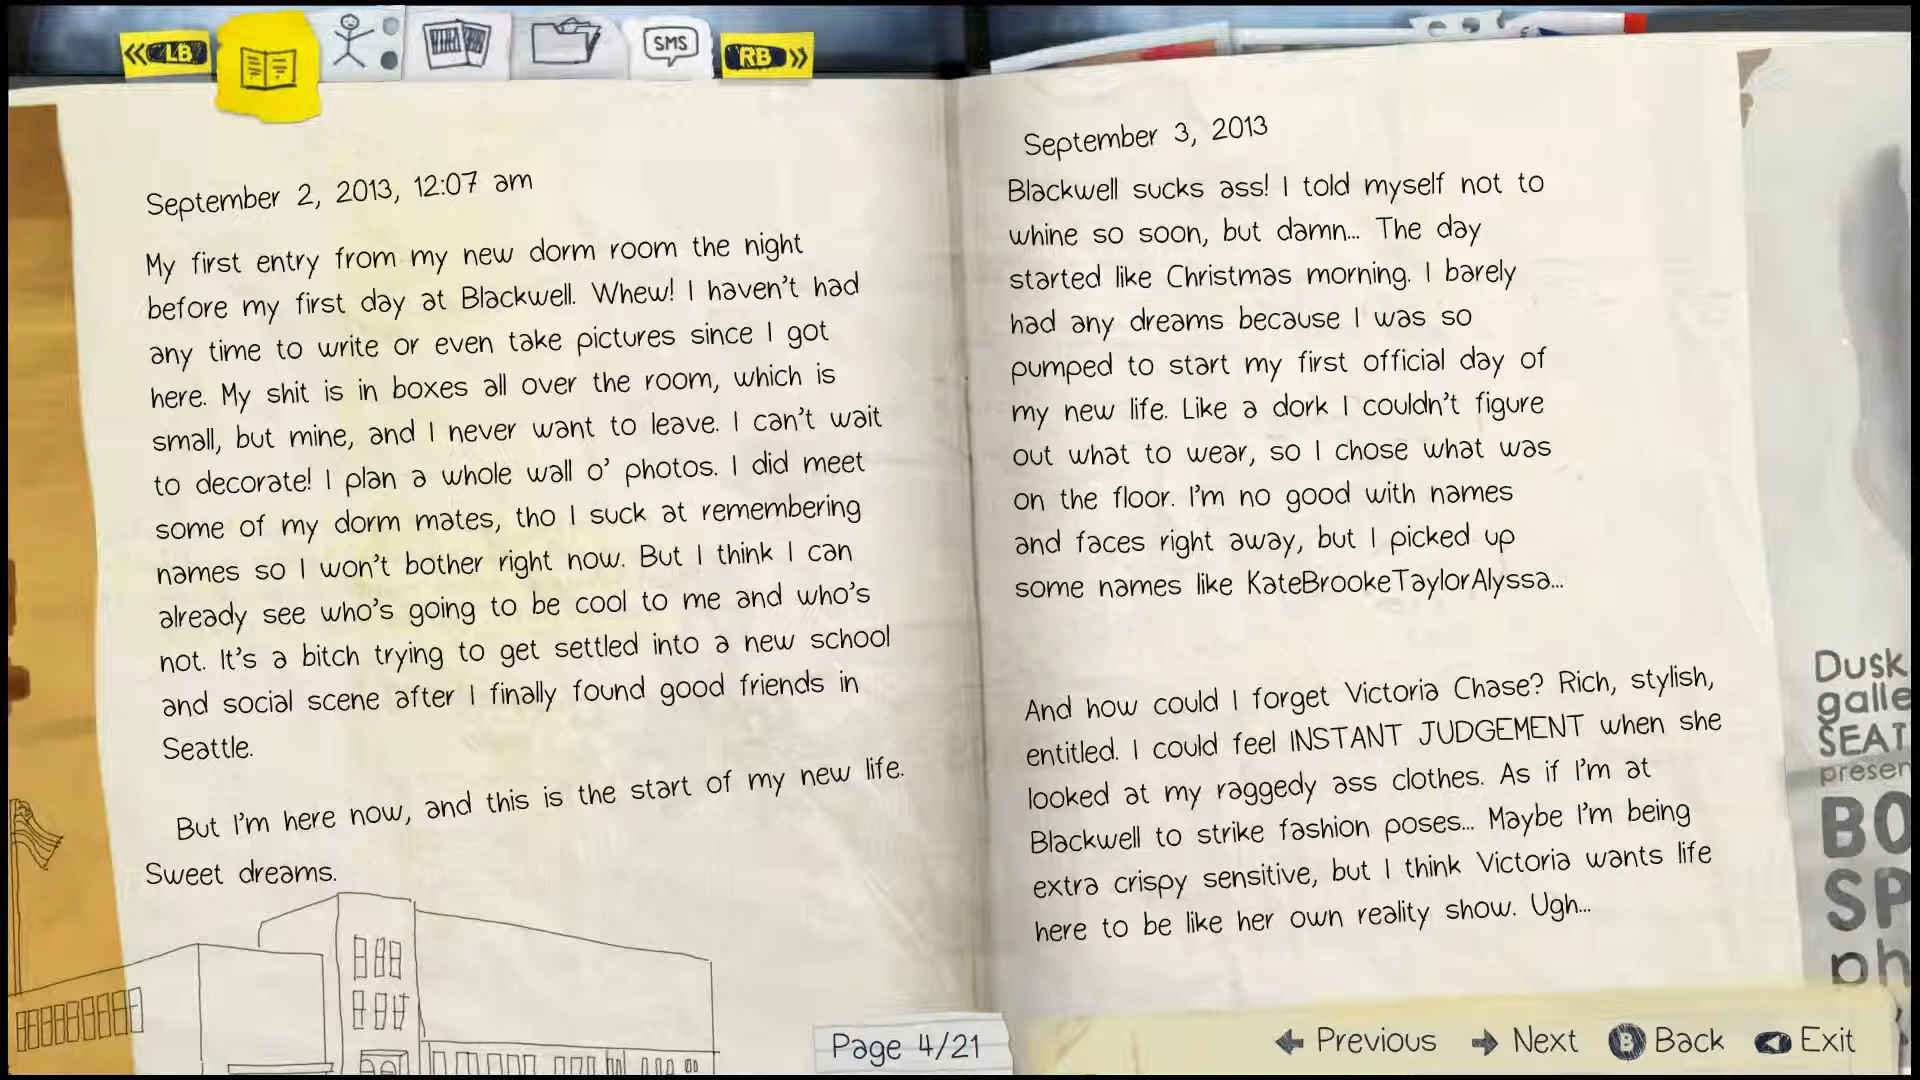 LB
SMS
RB
September 2, 2013, 12:07 am
My first entry from my new dorm room the night
before my first day at Blackwell. Whew! I haven't had
any time to write or even take pictures since I got
here. My shit is in boxes all over the room, which is
small, but mine, and I never want to leave. I can't wait
to decorate! I plan a whole wall o' photos. I did meet
some of my dorm mates, tho I suck at remembering
names so I won't bother right now. But I think I can
already see who's going to be cool to me and who's
not. It's a bitch trying to get settled into a new school
and social scene after I finally found good friends in
Seattle.
But I'm here now, and this is the start of my new life.
Sweet dreams.
September 3, 2013
Blackwell sucks ass! I told myself not to
whine so soon, but damn... The day
started like Christmas morning. I barely
had any dreams because I was so
pumped to start my first official day of
my new life. Like a dork I couldn't figure
out what to wear, so I chose what was
on the floor. I'm no good with names
and faces right away, but I picked up
some names like KateBrookeTaylorAlyssa...
And how could I forget Victoria Chase? Rich, stylish,
entitled. I could feel INSTANT JUDGEMENT when she
looked at my raggedy ass clothes. As if I'm at
Blackwell to strike fashion poses... Maybe I'm being
extra crispy sensitive, but I think Victoria wants life
here to be like her own reality show. Ugh...
Dusk
galle
SEAT
presen
BO
SP
ph
Page 4/21
Previous Next B Back Exit